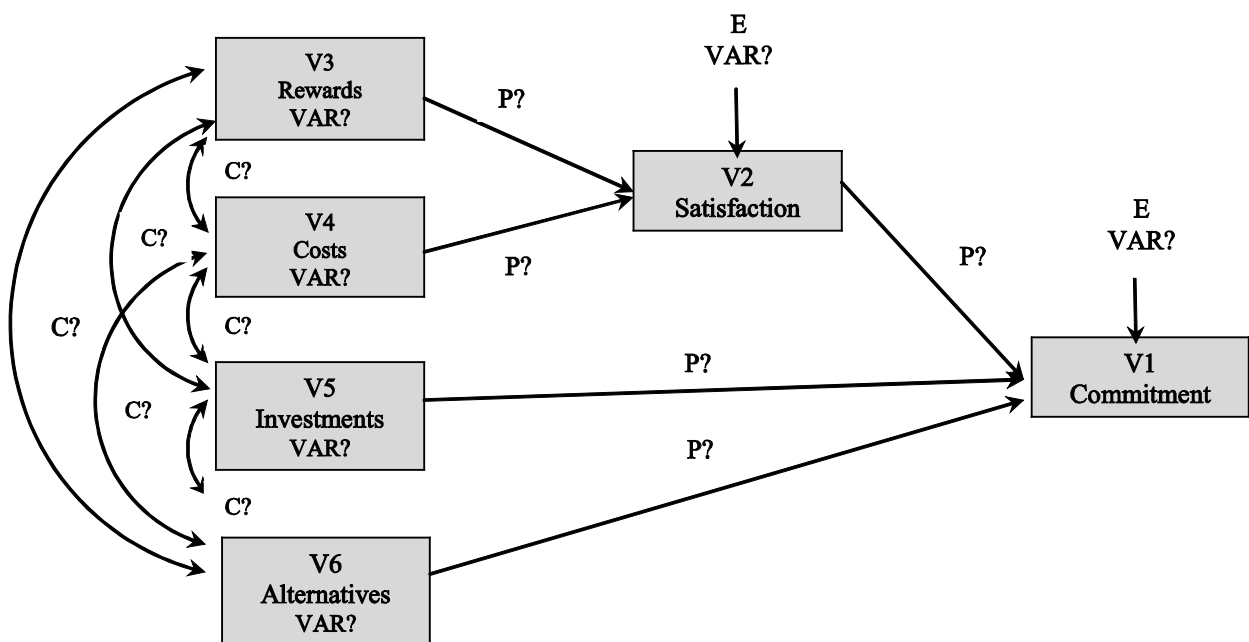 E
VAR?
V3
Rewards
VAR?
P?
C?
V2
Satisfaction
V4
Costs
VAR?
E
VAR?
C?
P?
P?
C?
C?
V5
Investments
VAR?
P?
V1
Commitment
C?
P?
C?
V6
Alternatives
VAR?